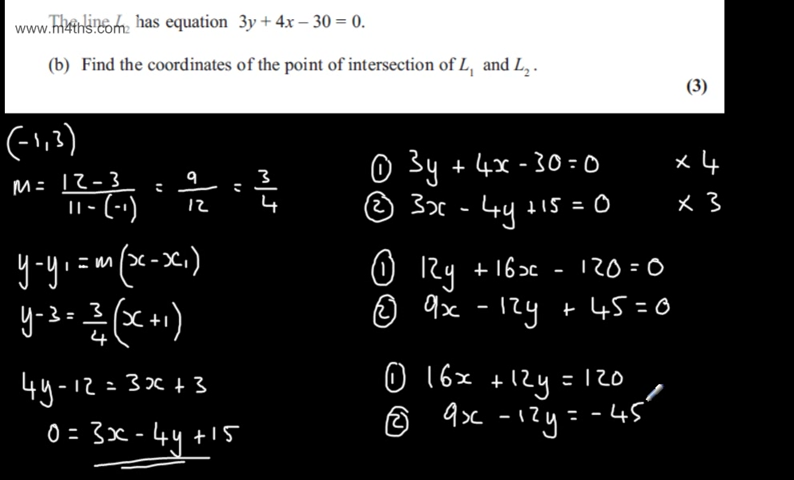 The line L₂ has equation 3y + 4x – 30 = 0.
www.m4ths.com
(b) Find the coordinates of the point of intersection of L₁ and L₂.
(3)
(-1,3)
m = 12-3 / 11-(-1) = 9/12 = 3/4
y-y₁ = m(x-x₁)
y-3 = 3/4 (x+1)
4y-12 = 3x+3
0 = 3x-4y+15
① 3y + 4x - 30 = 0 × 4
② 3x - 4y + 15 = 0 × 3
① 12y + 16x - 120 = 0
② 9x - 12y + 45 = 0
① 16x + 12y = 120
② 9x - 12y = -45